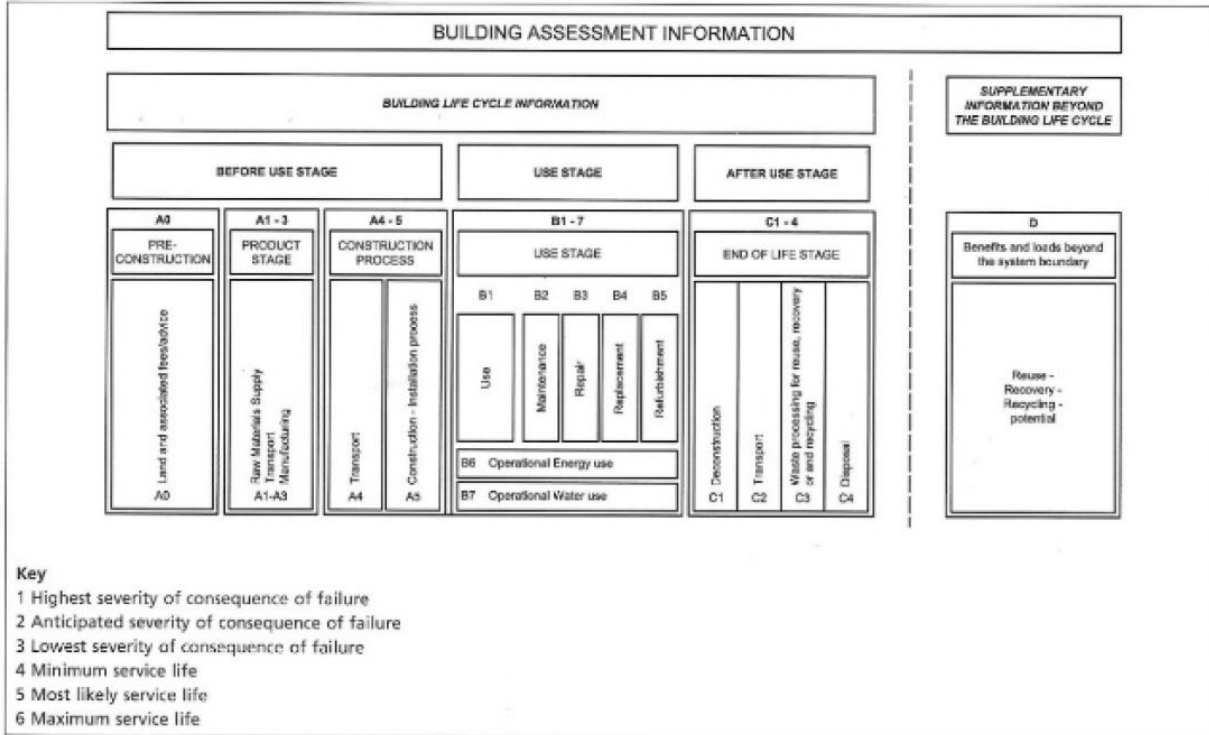 BUILDING ASSESSMENT INFORMATION
BUILDING LIFE CYCLE INFORMATION
SUPPLEMENTARY
INFORMATION BEYOND
THE BUILDING LIFE CYCLE
BEFORE USE STAGE
USE STAGE
AFTER USE STAGE
A0
PRE-
CONSTRUCTION
Land and associated fees/advice
A0
A1 - 3
PRODUCT
STAGE
Raw Materials Supply
Transport
Manufacturing
A1-A3
A4 - 5
CONSTRUCTION
PROCESS
Transport
A4
Construction - Installation process
A5
B1 - 7
USE STAGE
B1
Use
B2
Maintenance
B3
Repair
B4
Replacement
B5
Refurbishment
B6 Operational Energy use
B7 Operational Water use
C1 - 4
END OF LIFE STAGE
Deconstruction
C1
Transport
C2
Waste processing for reuse, recovery
or and recycling
C3
Disposal
C4
D
Benefits and loads beyond
the system boundary
Reuse -
Recovery -
Recycling -
potential
Key
1 Highest severity of consequence of failure
2 Anticipated severity of consequence of failure
3 Lowest severity of consequence of failure
4 Minimum service life
5 Most likely service life
6 Maximum service life